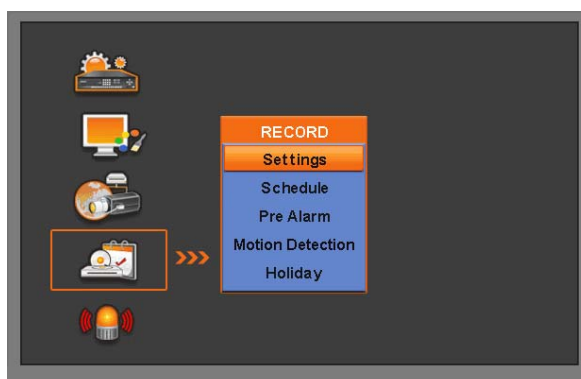 RECORD
Settings
Schedule
Pre Alarm
Motion Detection
Holiday